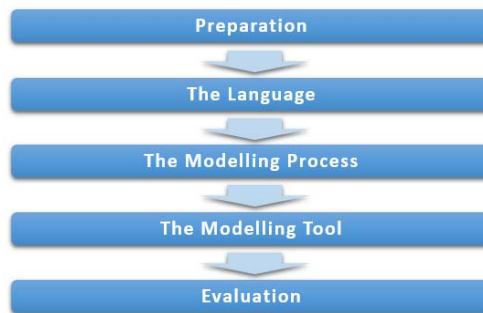 Preparation
The Language
The Modelling Process
The Modelling Tool
Evaluation